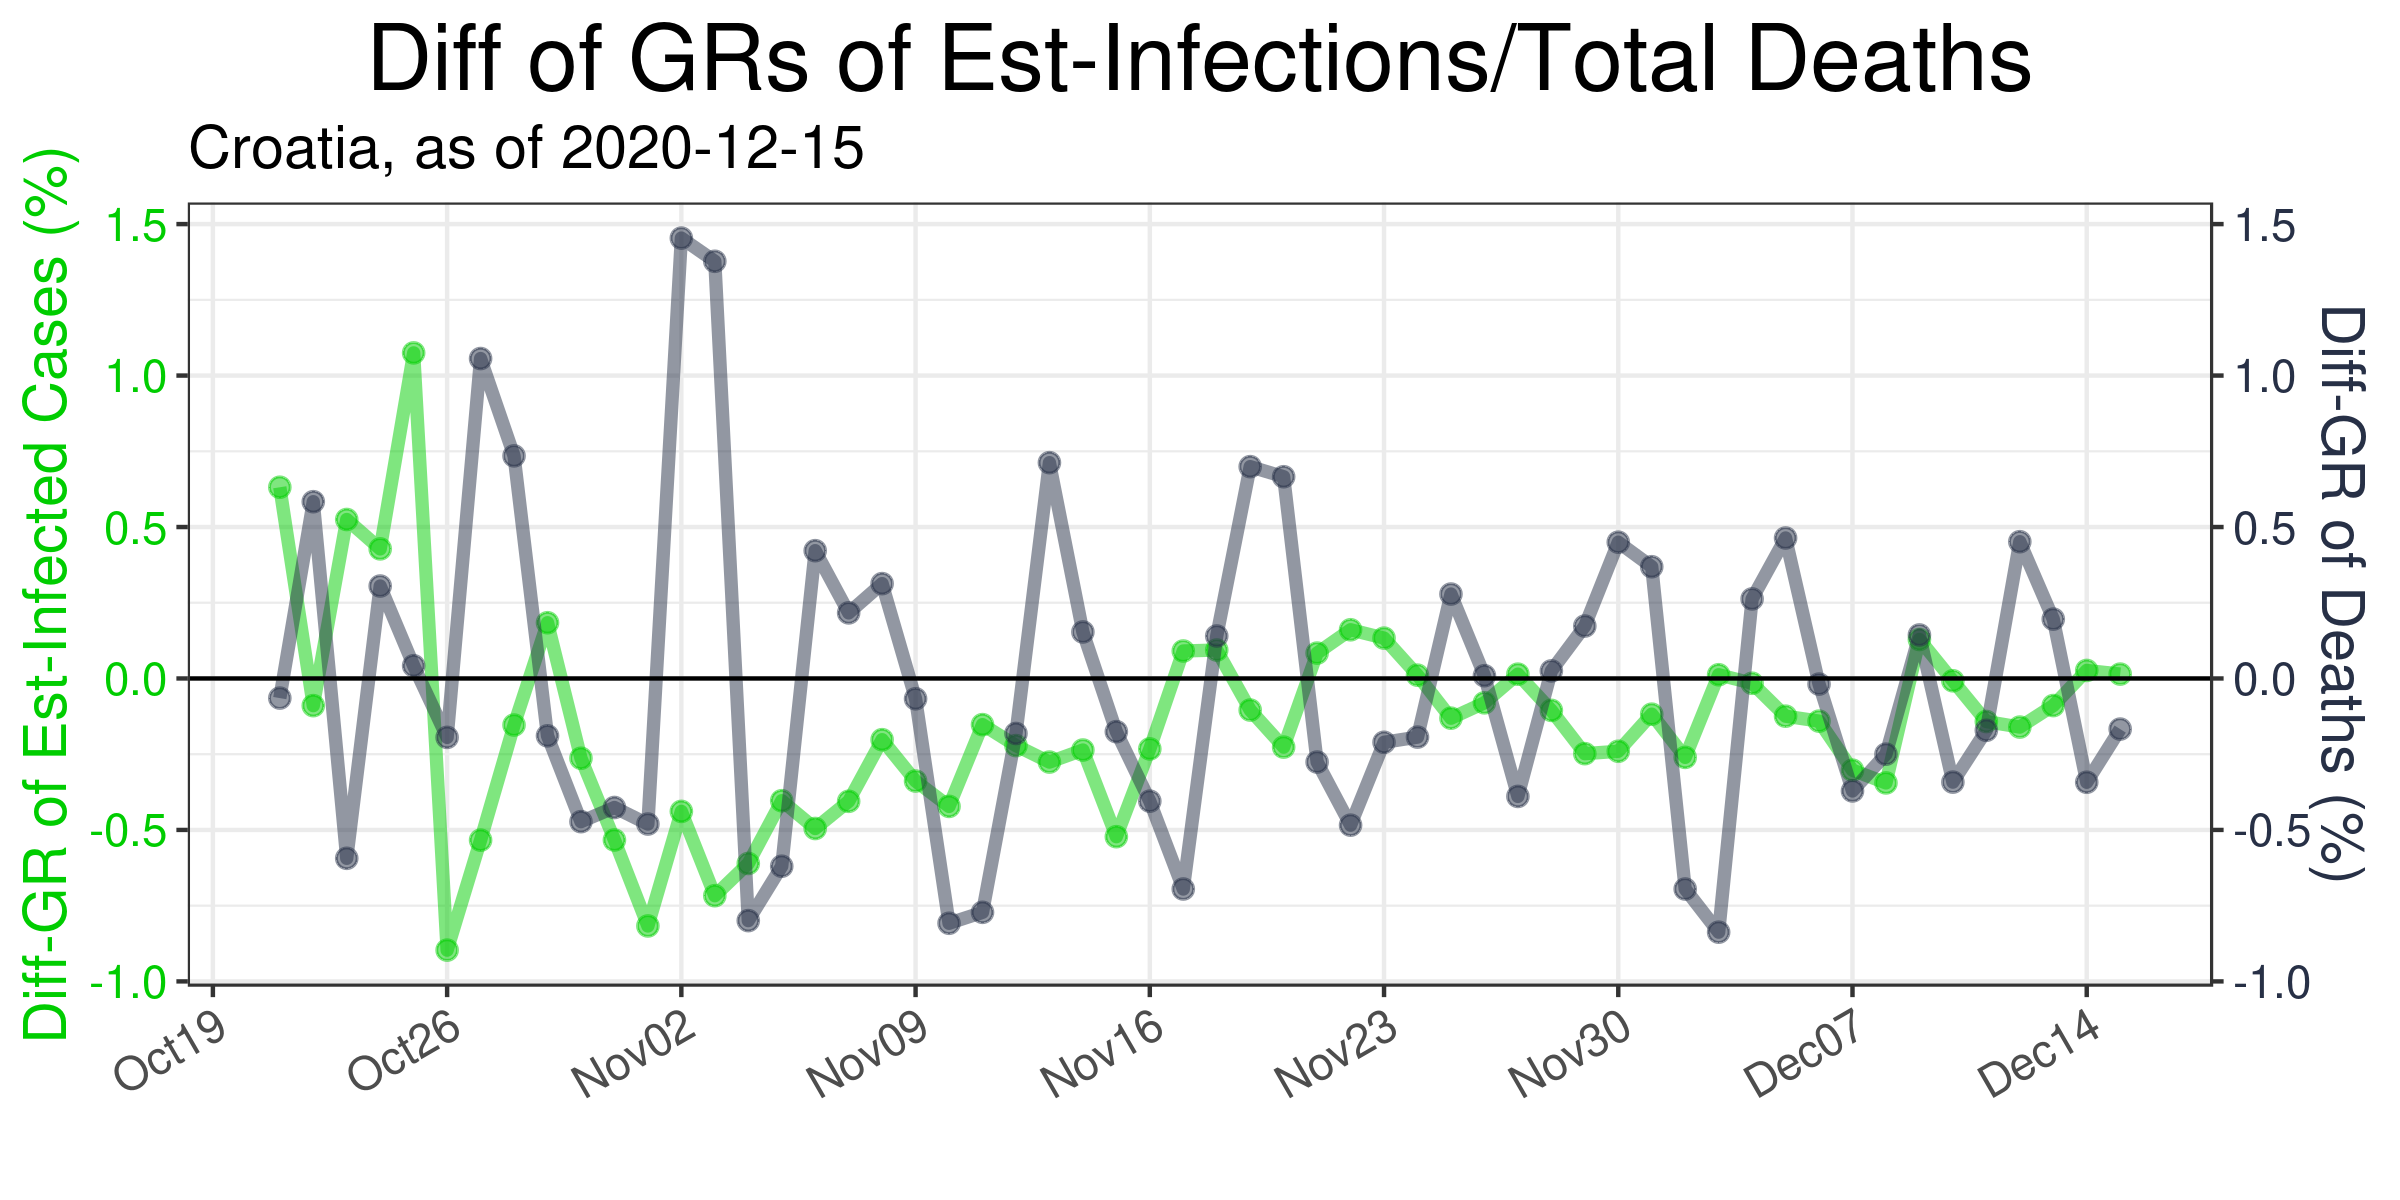 Diff of GRs of Est-Infections/Total Deaths
Croatia, as of 2020-12-15
Diff-GR of Est-Infected Cases (%)
1.5
1.0
0.5
0.0
-0.5
-1.0
1.5
1.0
0.5
0.0
-0.5
-1.0
Diff-GR of Deaths (%)
Oct19
Oct26
Nov02
Nov09
Nov16
Nov23
Nov30
Dec07
Dec14